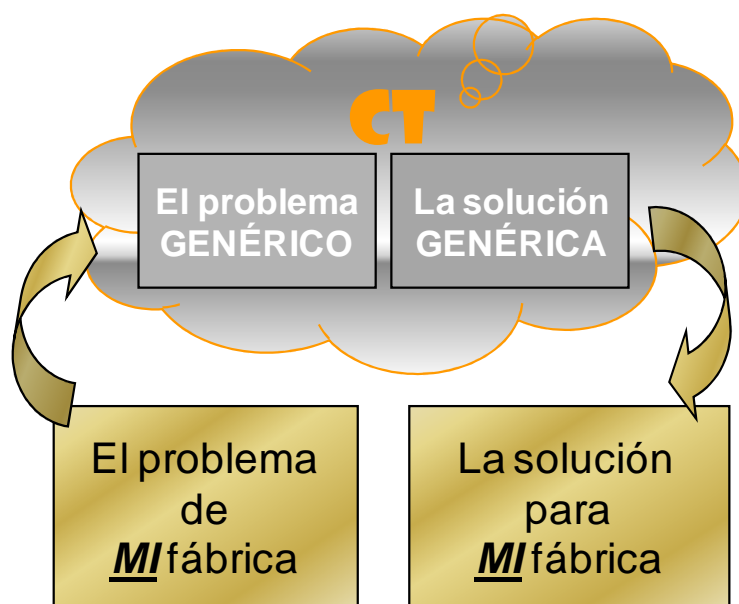 CT
El problema
GENÉRICO
La solución
GENÉRICA
El problema
de
MI fábrica
La solución
para
MI fábrica